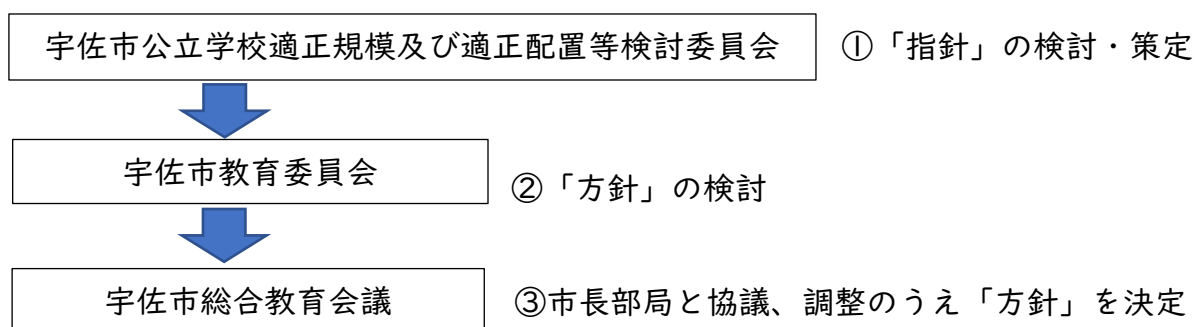 宇佐市公立学校適正規模及び適正配置等検討委員会 ①「指針」の検討・策定
宇佐市教育委員会
②「方針」の検討
宇佐市総合教育会議 ③市長部局と協議、調整のうえ「方針」を決定